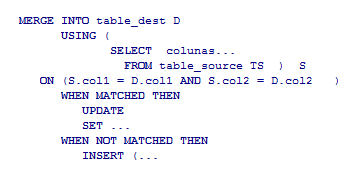 MERGE INTO table_dest D
USING (
SELECT colunas...
FROM table_source TS ) S
ON (S.col1 = D.col1 AND S.col2 = D.col2 )
WHEN MATCHED THEN
UPDATE
SET ...
WHEN NOT MATCHED THEN
INSERT (...